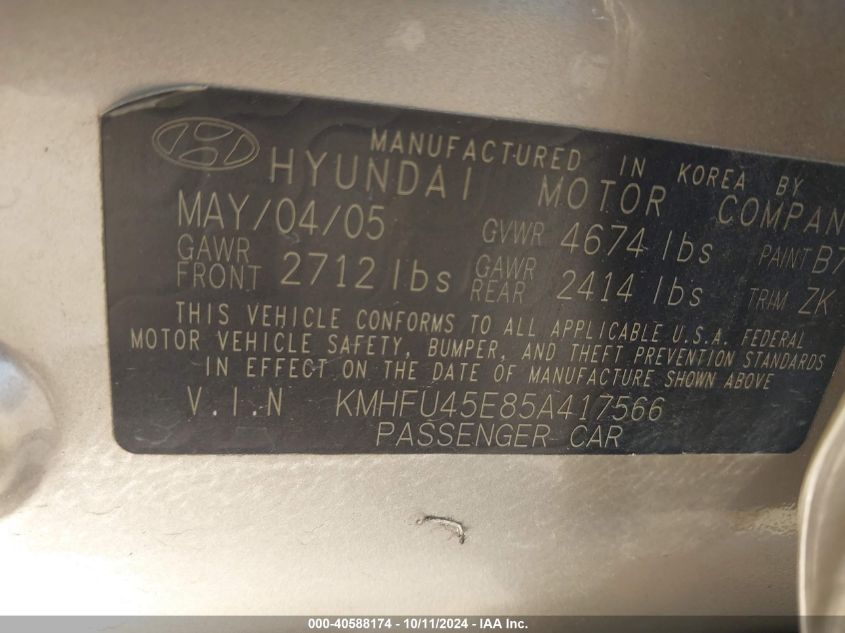 MANUFACTURED IN KOREA BY
HYUNDAI MOTOR COMPAN
MAY/04/05 GVWR 4674 lbs PAINT B7
GAWR FRONT 2712 lbs GAWR REAR 2414 lbs TRIM ZK
THIS VEHICLE CONFORMS TO ALL APPLICABLE U.S.A. FEDERAL
MOTOR VEHICLE SAFETY, BUMPER, AND THEFT PREVENTION STANDARDS
IN EFFECT ON THE DATE OF MANUFACTURE SHOWN ABOVE
V.I.N KMHFU45E85A417566
PASSENGER CAR
000-40588174 - 10/11/2024 - IAA Inc.